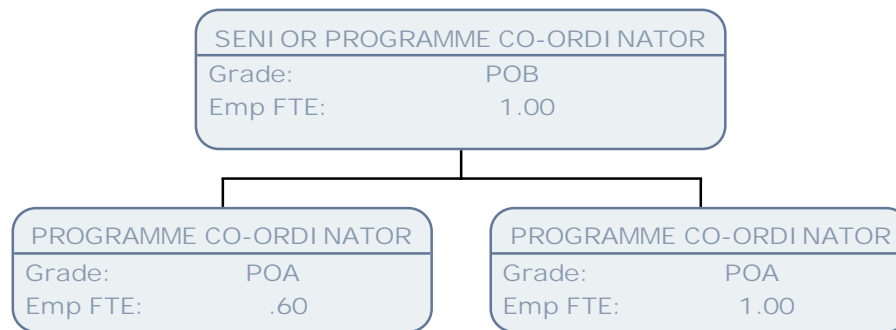 SENIOR PROGRAMME CO-ORDINATOR
Grade: POB
Emp FTE: 1.00
PROGRAMME CO-ORDINATOR
Grade: POA
Emp FTE: .60
PROGRAMME CO-ORDINATOR
Grade: POA
Emp FTE: 1.00